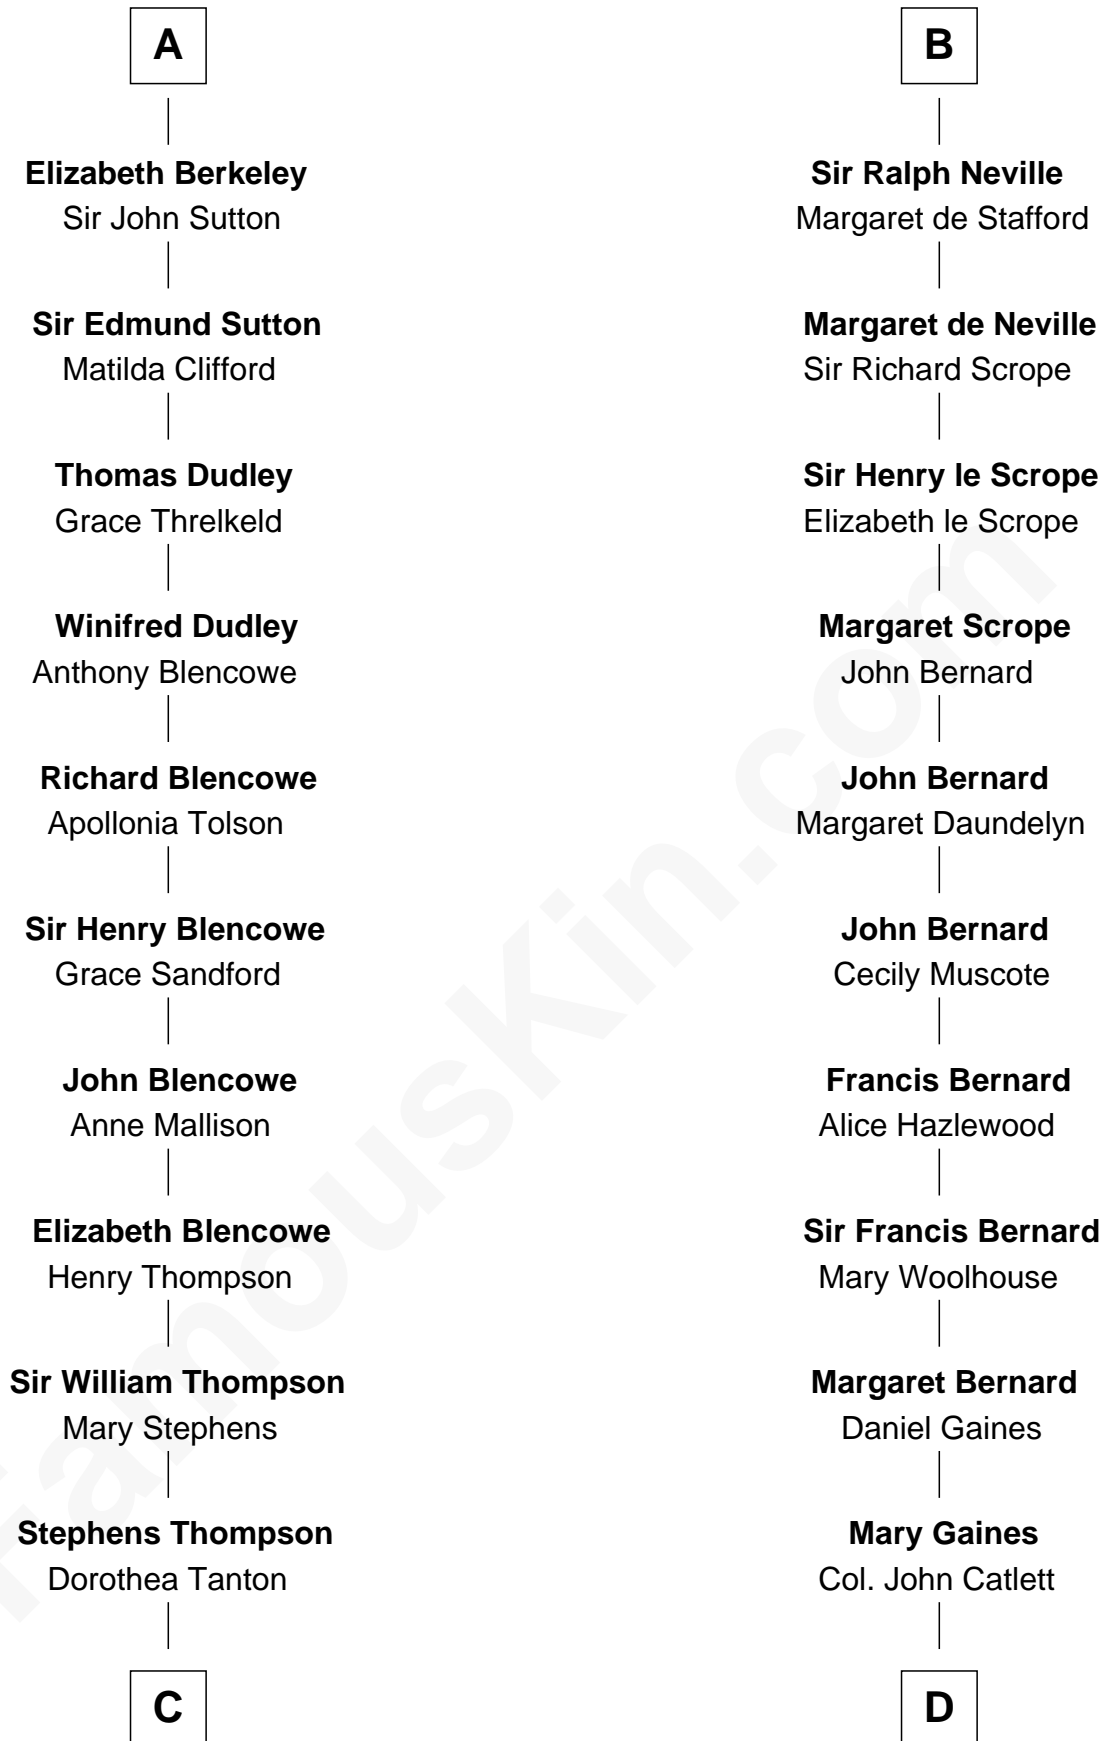 A
Elizabeth Berkeley
Sir John Sutton
Sir Edmund Sutton
Matilda Clifford
Thomas Dudley
Grace Threlkeld
Winifred Dudley
Anthony Blencowe
Richard Blencowe
Apollonia Tolson
Sir Henry Blencowe
Grace Sandford
John Blencowe
Anne Mallison
Elizabeth Blencowe
Henry Thompson
Sir William Thompson
Mary Stephens
Stephens Thompson
Dorothea Tanton
C
B
Sir Ralph Neville
Margaret de Stafford
Margaret de Neville
Sir Richard Scrope
Sir Henry le Scrope
Elizabeth le Scrope
Margaret Scrope
John Bernard
John Bernard
Margaret Daundelyn
John Bernard
Cecily Muscote
Francis Bernard
Alice Hazlewood
Sir Francis Bernard
Mary Woolhouse
Margaret Bernard
Daniel Gaines
Mary Gaines
Col. John Catlett
D
FamousKin.com